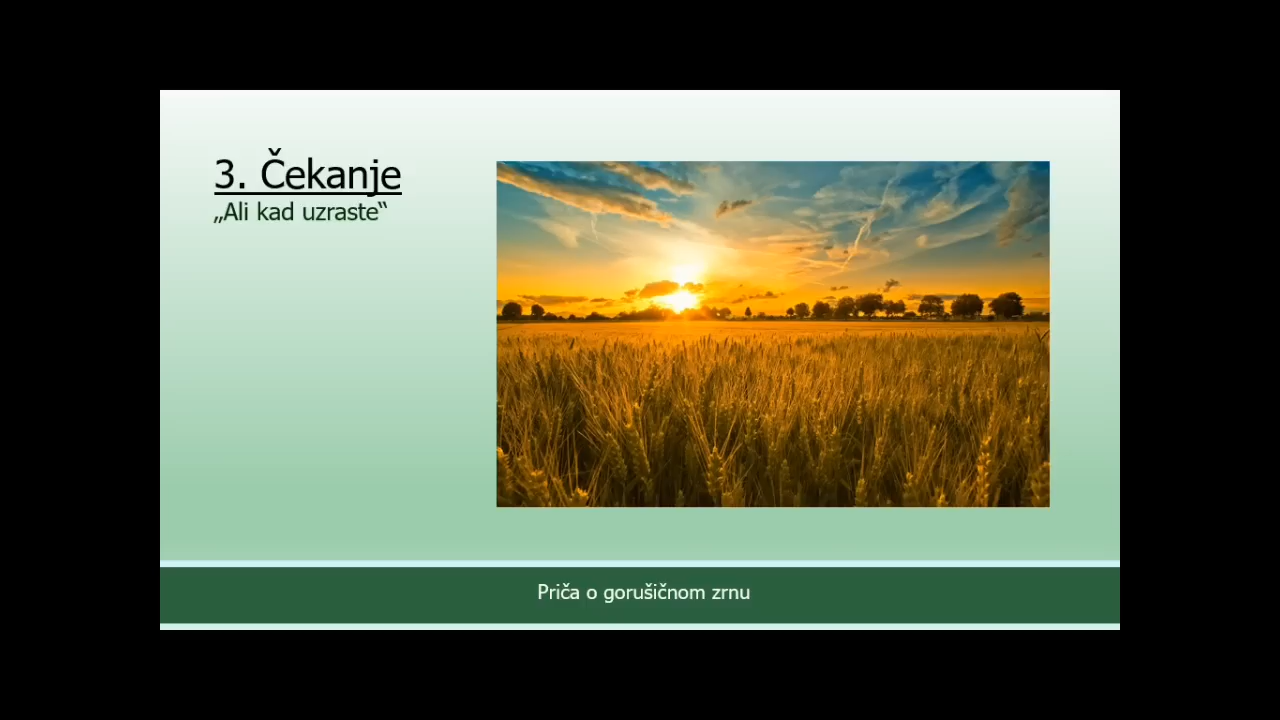 3. Čekanje
„Ali kad uzraste“
Priča o gorušičnom zrnu